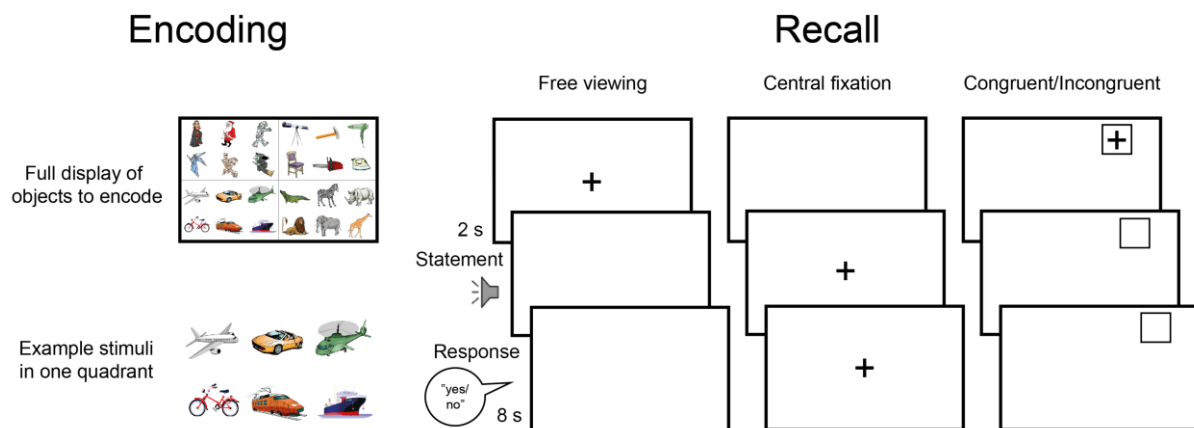 Encoding
Recall
Free viewing
Central fixation
Congruent/Incongruent
Full display of
objects to encode
2 s
Statement
Example stimuli
in one quadrant
Response
"yes/
no"
8 s